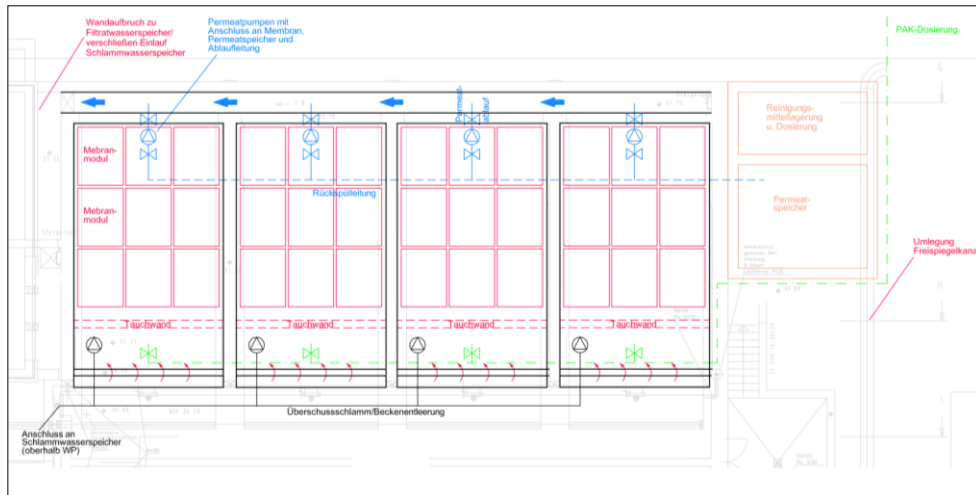 Wandaufbruch zu
Filtratwasserspeicher/
verschließen Einlauf
Schlammwasserspeicher
Permeatpumpen mit
Anschluss an Membran,
Permeatspeicher und
Ablaufleitung
PAK-Dosierung
Permeat-
ablauf
Reinigungs-
mittellagerung
u. Dosierung
Mebran-
modul
Mebran-
modul
Rückspülleitung
Permeat-
speicher
Umlegung
Freispiegelkana
Tauchwand
Tauchwand
Tauchwand
Tauchwand
Überschussschlamm/Beckenentleerung
Anschluss an
Schlammwasserspeicher
(oberhalb WP)